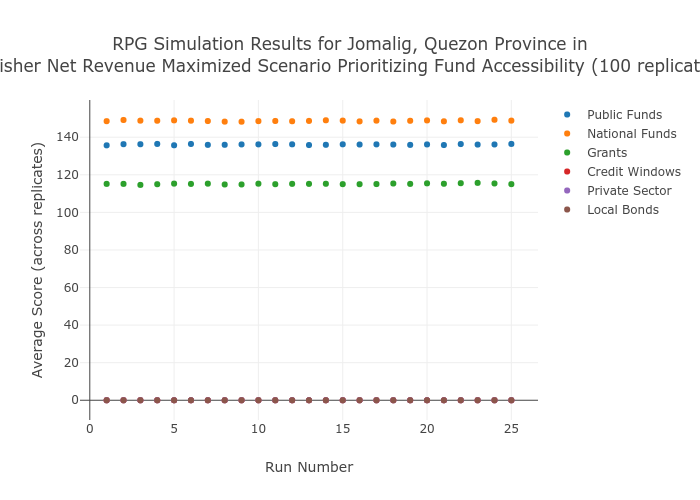 RPG Simulation Results for Jomalig, Quezon Province in
isher Net Revenue Maximized Scenario Prioritizing Fund Accessibility (100 replicat
Average Score (across replicates)
140
120
100
80
60
40
20
0
0 5 10 15 20 25
Run Number
Public Funds
National Funds
Grants
Credit Windows
Private Sector
Local Bonds